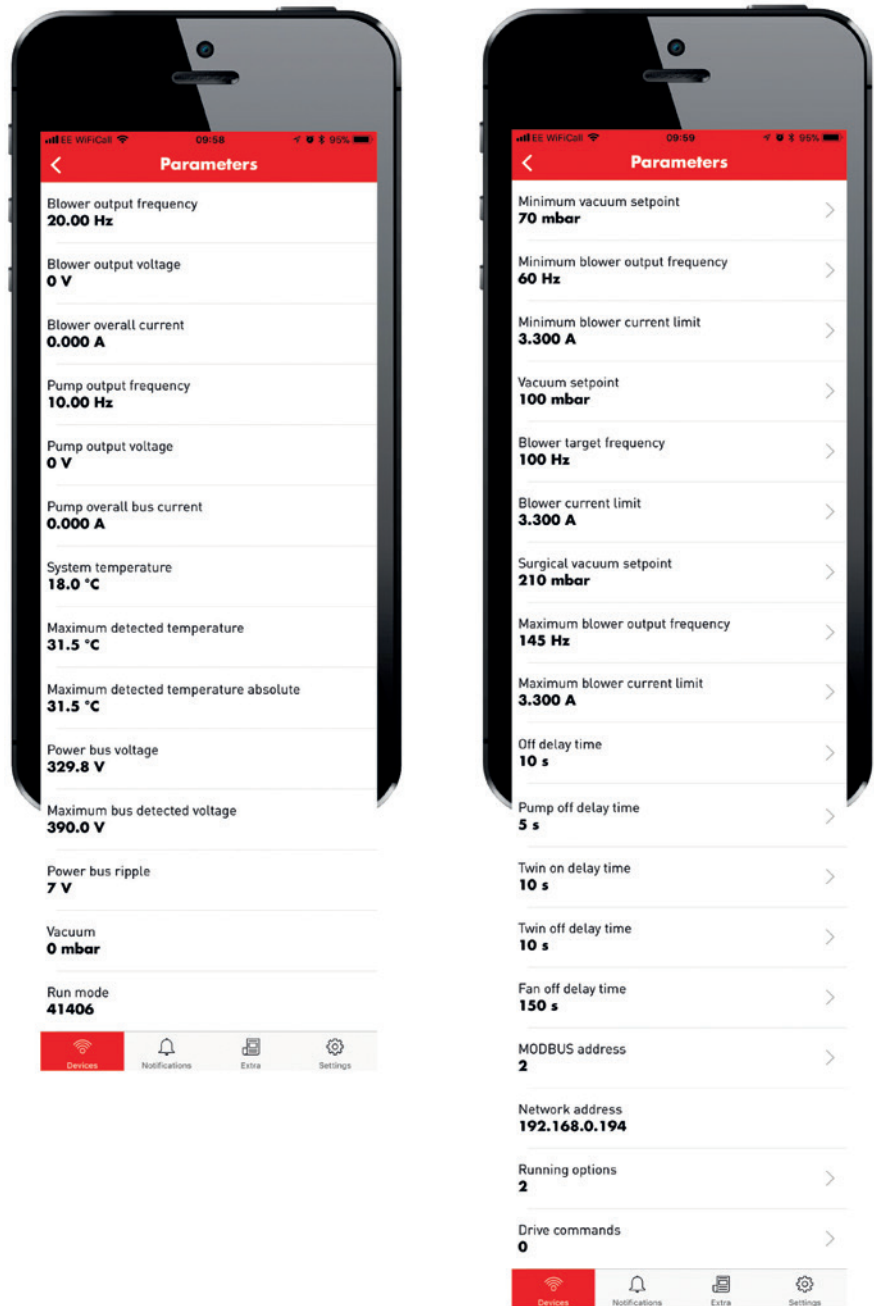 EE WiFiCall 09:58 95%
Parameters
Blower output frequency
20.00 Hz
Blower output voltage
0 V
Blower overall current
0.000 A
Pump output frequency
10.00 Hz
Pump output voltage
0 V
Pump overall bus current
0.000 A
System temperature
18.0 °C
Maximum detected temperature
31.5 °C
Maximum detected temperature absolute
31.5 °C
Power bus voltage
329.8 V
Maximum bus detected voltage
390.0 V
Power bus ripple
7 V
Vacuum
0 mbar
Run mode
41406
Devices Notifications Extra Settings
EE WiFiCall 09:59 95%
Parameters
Minimum vacuum setpoint
70 mbar
Minimum blower output frequency
60 Hz
Minimum blower current limit
3.300 A
Vacuum setpoint
100 mbar
Blower target frequency
100 Hz
Blower current limit
3.300 A
Surgical vacuum setpoint
210 mbar
Maximum blower output frequency
145 Hz
Maximum blower current limit
3.300 A
Off delay time
10 s
Pump off delay time
5 s
Twin on delay time
10 s
Twin off delay time
10 s
Fan off delay time
150 s
MODBUS address
2
Network address
192.168.0.194
Running options
2
Drive commands
0
Devices Notifications Extra Settings